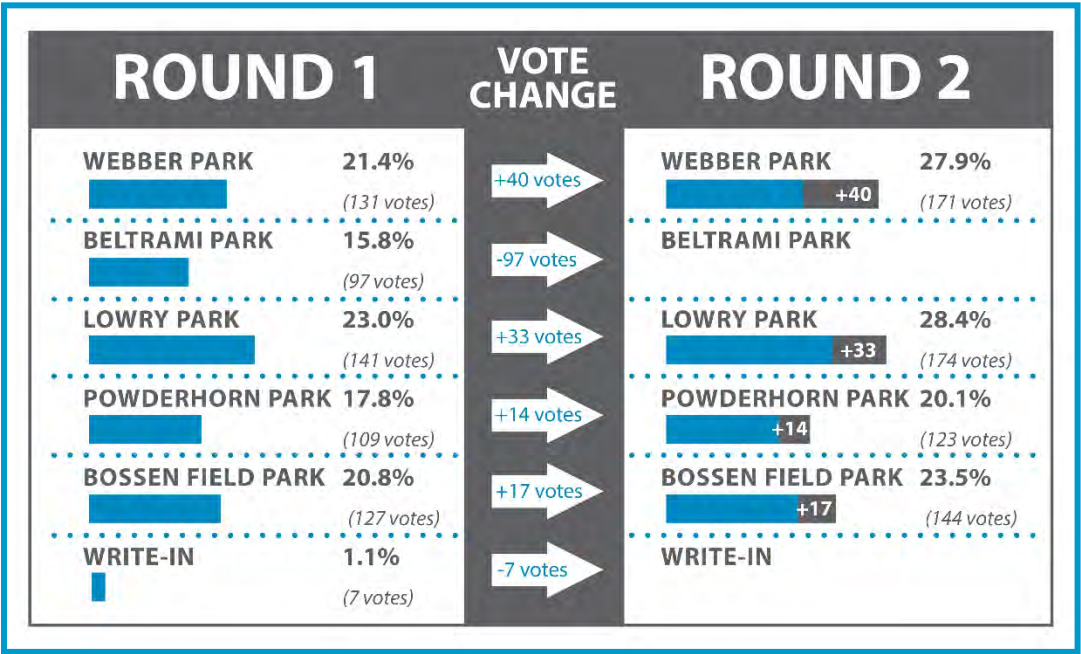 ROUND 1
VOTE
CHANGE
ROUND 2
WEBBER PARK 21.4%
(131 votes)
+40 votes
WEBBER PARK 27.9%
+40
(171 votes)
BELTRAMI PARK 15.8%
(97 votes)
-97 votes
BELTRAMI PARK
LOWRY PARK 23.0%
(141 votes)
+33 votes
LOWRY PARK 28.4%
+33
(174 votes)
POWDERHORN PARK 17.8%
(109 votes)
+14 votes
POWDERHORN PARK 20.1%
+14
(123 votes)
BOSSEN FIELD PARK 20.8%
(127 votes)
+17 votes
BOSSEN FIELD PARK 23.5%
+17
(144 votes)
WRITE-IN 1.1%
(7 votes)
-7 votes
WRITE-IN